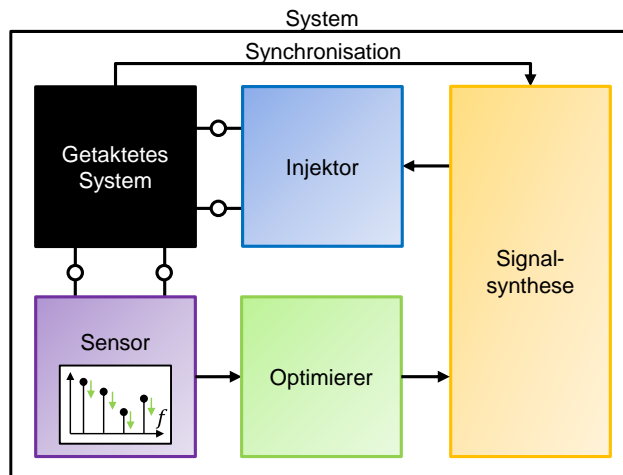 System
Synchronisation
Getaktetes
System
Injektor
Signal-
synthese
Sensor
f
Optimierer